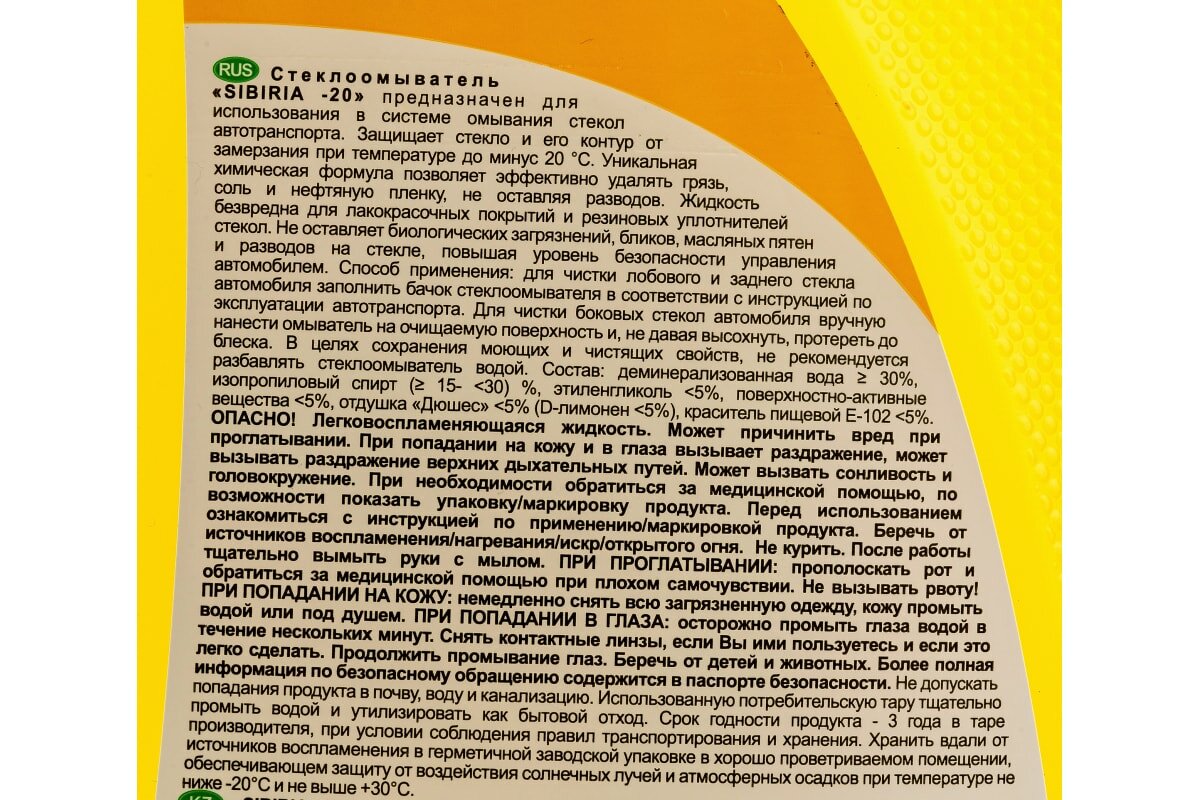 RUS Стеклоомыватель
«SIBIRIA -20» предназначен для
использования в системе омывания стекол
автотранспорта. Защищает стекло и его контур от
замерзания при температуре до минус 20 °С. Уникальная
химическая формула позволяет эффективно удалять грязь,
соль и нефтяную пленку, не оставляя разводов. Жидкость
безвредна для лакокрасочных покрытий и резиновых уплотнителей
стекол. Не оставляет биологических загрязнений, бликов, масляных пятен
и разводов на стекле, повышая уровень безопасности управления
автомобилем. Способ применения: для чистки лобового и заднего стекла
автомобиля заполнить бачок стеклоомывателя в соответствии с инструкцией по
эксплуатации автотранспорта. Для чистки боковых стекол автомобиля вручную
нанести омыватель на очищаемую поверхность и, не давая высохнуть, протереть до
блеска. В целях сохранения моющих и чистящих свойств, не рекомендуется
разбавлять стеклоомыватель водой. Состав: деминерализованная вода ≥ 30%,
изопропиловый спирт (≥ 15- <30) %, этиленгликоль <5%, поверхностно-активные
вещества <5%, отдушка «Дюшес» <5% (D-лимонен <5%), краситель пищевой Е-102 <5%.
ОПАСНО! Легковоспламеняющаяся жидкость. Может причинить вред при
проглатывании. При попадании на кожу и в глаза вызывает раздражение, может
вызывать раздражение верхних дыхательных путей. Может вызвать сонливость и
головокружение. При необходимости обратиться за медицинской помощью, по
возможности показать упаковку/маркировку продукта. Перед использованием
ознакомиться с инструкцией по применению/маркировкой продукта. Беречь от
источников воспламенения/нагревания/искр/открытого огня. Не курить. После работы
тщательно вымыть руки с мылом. ПРИ ПРОГЛАТЫВАНИИ: прополоскать рот и
обратиться за медицинской помощью при плохом самочувствии. Не вызывать рвоту!
ПРИ ПОПАДАНИИ НА КОЖУ: немедленно снять всю загрязненную одежду, кожу промыть
водой или под душем. ПРИ ПОПАДАНИИ В ГЛАЗА: осторожно промыть глаза водой в
течение нескольких минут. Снять контактные линзы, если Вы ими пользуетесь и если это
легко сделать. Продолжить промывание глаз. Беречь от детей и животных. Более полная
информация по безопасному обращению содержится в паспорте безопасности. Не допускать
попадания продукта в почву, воду и канализацию. Использованную потребительскую тару тщательно
промыть водой и утилизировать как бытовой отход. Срок годности продукта - 3 года в таре
производителя, при условии соблюдения правил транспортирования и хранения. Хранить вдали от
источников воспламенения в герметичной заводской упаковке в хорошо проветриваемом помещении,
обеспечивающем защиту от воздействия солнечных лучей и атмосферных осадков при температуре не
ниже -20°С и не выше +30°С.